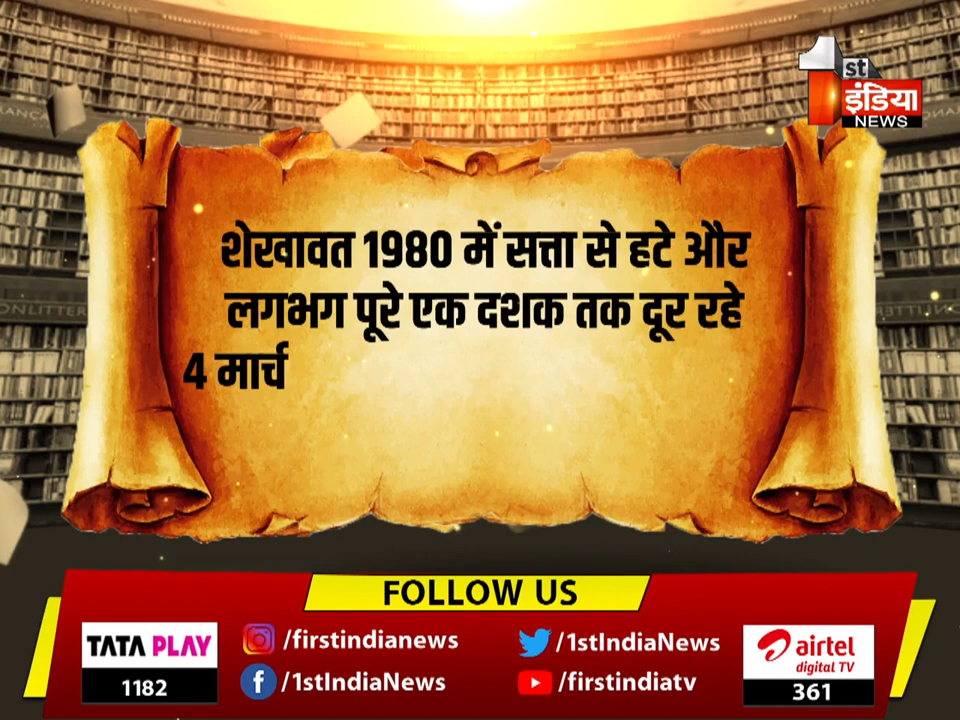 1st
इंडिया
NEWS
शेखावत 1980 में सत्ता से हटे और
लगभग पूरे एक दशक तक दूर रहे
4 मार्च
FOLLOW US
TATA PLAY
1182
/firstindianews
/1stIndiaNews
/1stIndiaNews
/firstindiatv
airtel
digital TV
361